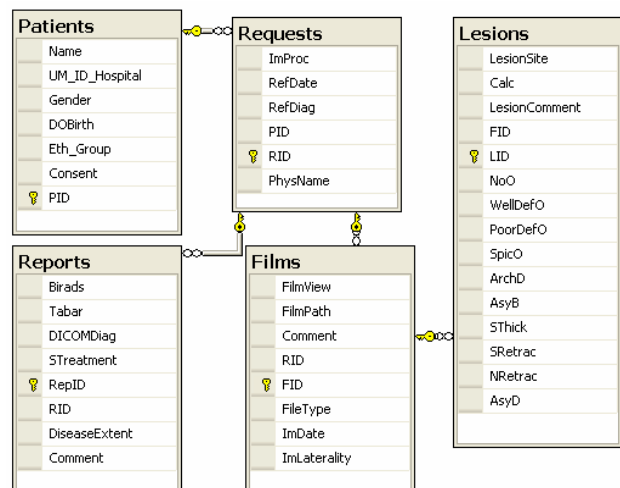 Patients
Name
UM_ID_Hospital
Gender
DOBirth
Eth_Group
Consent
PID
Requests
ImProc
RefDate
RefDiag
PID
RID
PhysName
Lesions
LesionSite
Calc
LesionComment
FID
LID
NoO
WellDefO
PoorDefO
SpicO
ArchD
AsyB
SThick
SRetrac
NRetrac
AsyD
Reports
Birads
Tabar
DICOMDiag
STreatment
RepID
RID
DiseaseExtent
Comment
Films
FilmView
FilmPath
Comment
RID
FID
FileType
ImDate
ImLaterality